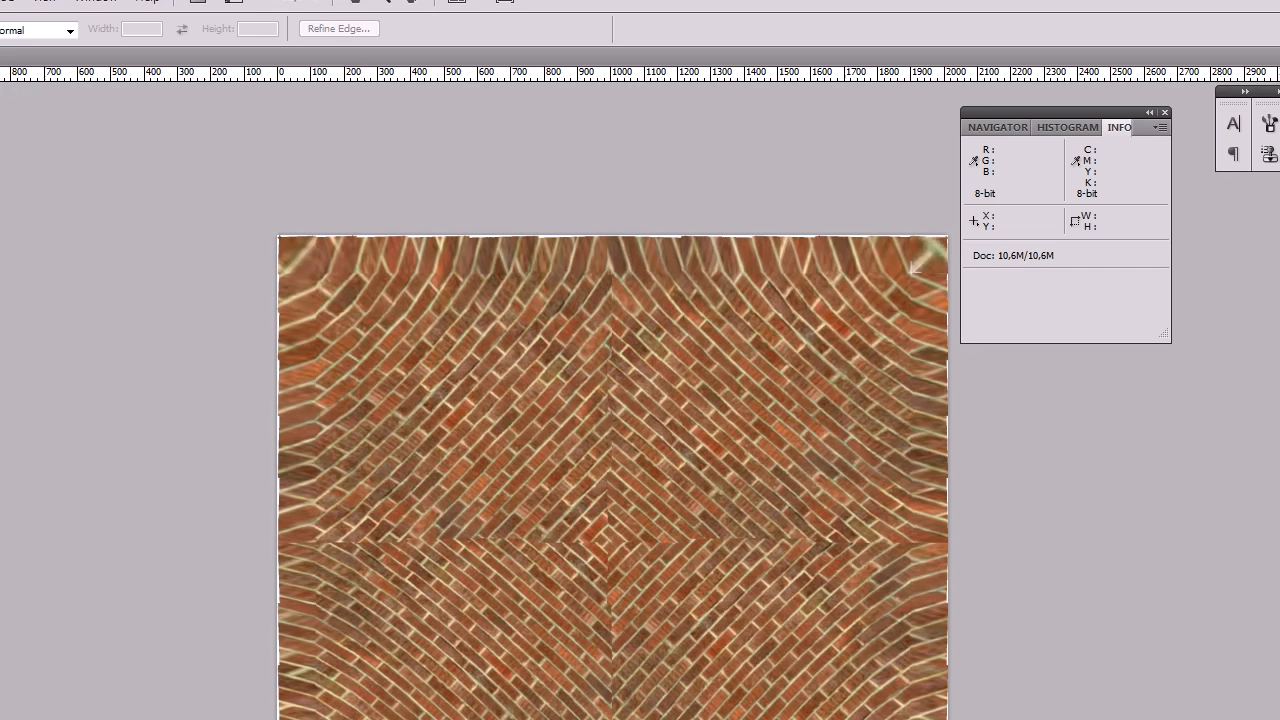 Window
ormal Width: Height: Refine Edge...
800 700 600 500 400 300 200 100 0 100 200 300 400 500 600 700 800 900 1000 1100 1200 1300 1400 1500 1600 1700 1800 1900 2000 2100 2200 2300 2400 2500 2600 2700 2800 2900
NAVIGATOR HISTOGRAM INFO
R: C:
G: M:
B: Y:
K:
8-bit 8-bit
X: W:
Y: H:
Doc: 10,6M/10,6M
A